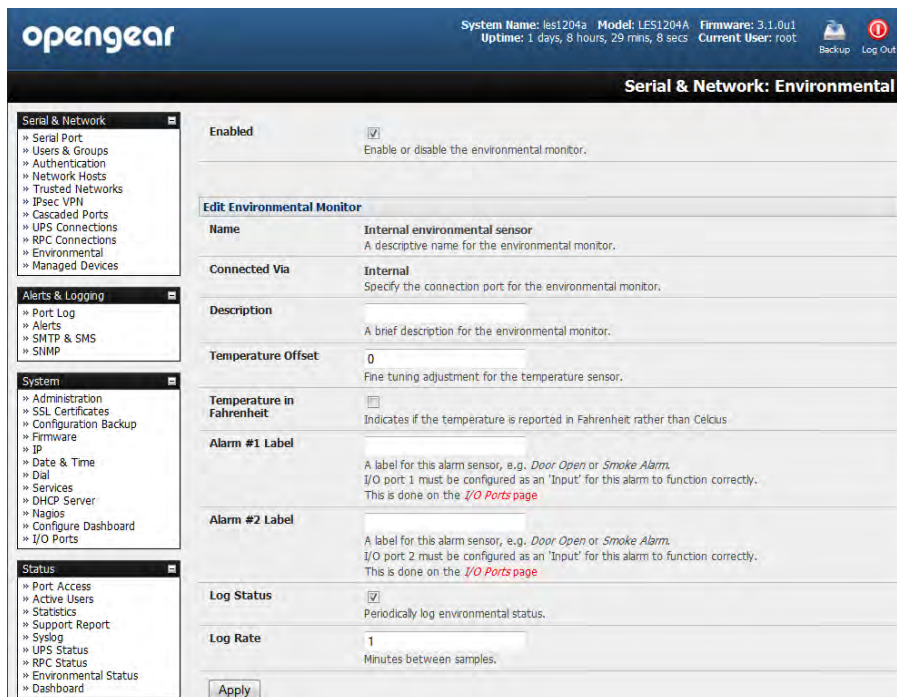 opengear
System Name: les1204a Model: LES1204A Firmware: 3.1.0u1
Uptime: 1 days, 8 hours, 29 mins, 8 secs Current User: root
Backup
Log Out
Serial & Network: Environmental
Serial & Network
» Serial Port
» Users & Groups
» Authentication
» Network Hosts
» Trusted Networks
» IPsec VPN
» Cascaded Ports
» UPS Connections
» RPC Connections
» Environmental
» Managed Devices
Alerts & Logging
» Port Log
» Alerts
» SMTP & SMS
» SNMP
System
» Administration
» SSL Certificates
» Configuration Backup
» Firmware
» IP
» Date & Time
» Dial
» Services
» DHCP Server
» Nagios
» Configure Dashboard
» I/O Ports
Status
» Port Access
» Active Users
» Statistics
» Support Report
» Syslog
» UPS Status
» RPC Status
» Environmental Status
» Dashboard
Enabled
Enable or disable the environmental monitor.
Edit Environmental Monitor
Name
Internal environmental sensor
A descriptive name for the environmental monitor.
Connected Via
Internal
Specify the connection port for the environmental monitor.
Description
A brief description for the environmental monitor.
Temperature Offset
0
Fine tuning adjustment for the temperature sensor.
Temperature in
Fahrenheit
Indicates if the temperature is reported in Fahrenheit rather than Celcius
Alarm #1 Label
A label for this alarm sensor, e.g. Door Open or Smoke Alarm.
I/O port 1 must be configured as an 'Input' for this alarm to function correctly.
This is done on the I/O Ports page
Alarm #2 Label
A label for this alarm sensor, e.g. Door Open or Smoke Alarm.
I/O port 2 must be configured as an 'Input' for this alarm to function correctly.
This is done on the I/O Ports page
Log Status
Periodically log environmental status.
Log Rate
1
Minutes between samples.
Apply